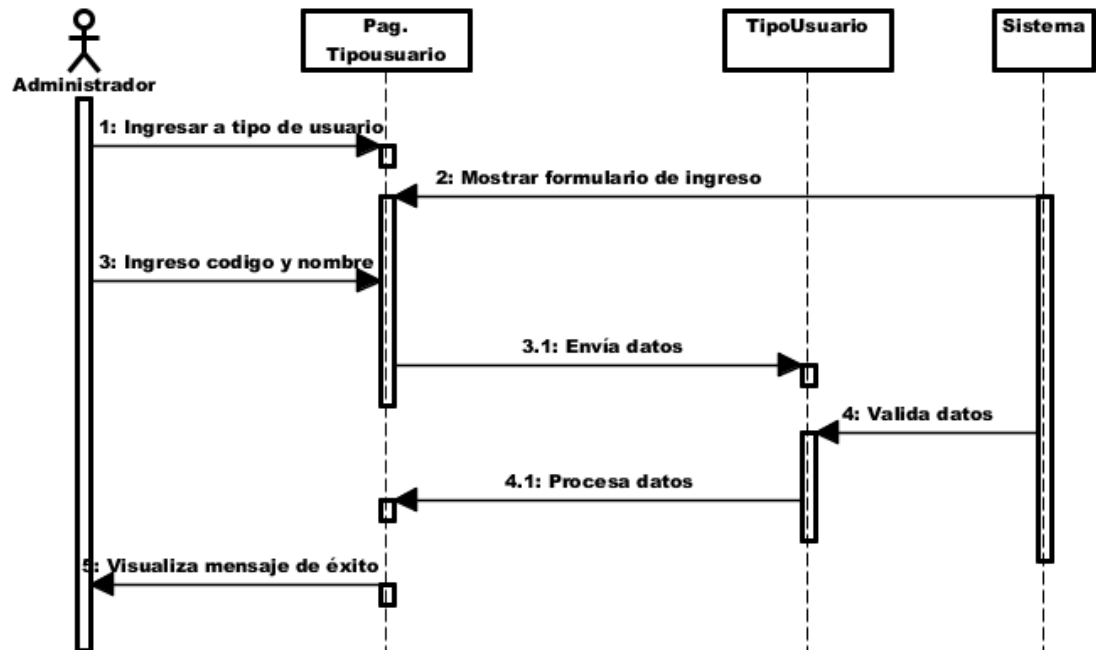 Pag.
Tipousuario
TipoUsuario
Sistema
Administrador
1: Ingresar a tipo de usuario
2: Mostrar formulario de ingreso
3: Ingreso codigo y nombre
3.1: Envía datos
4: Valida datos
4.1: Procesa datos
5: Visualiza mensaje de éxito